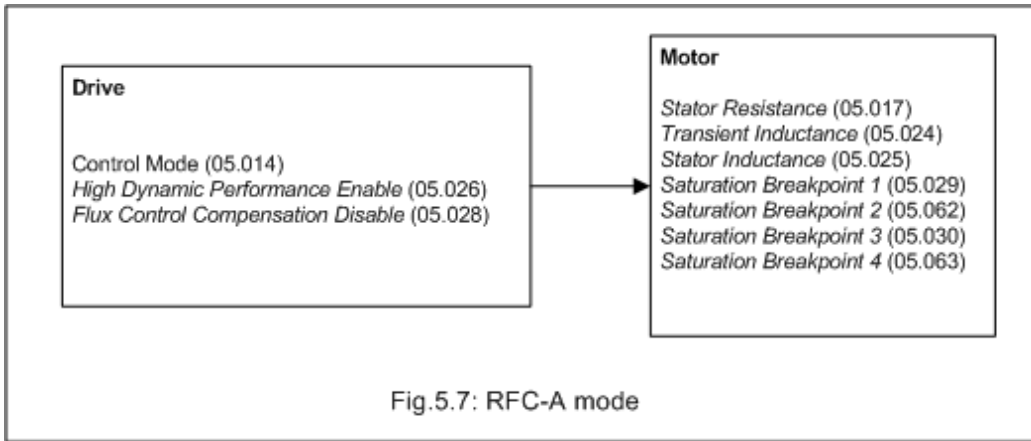 Drive
Control Mode (05.014)
High Dynamic Performance Enable (05.026)
Flux Control Compensation Disable (05.028)
Motor
Stator Resistance (05.017)
Transient Inductance (05.024)
Stator Inductance (05.025)
Saturation Breakpoint 1 (05.029)
Saturation Breakpoint 2 (05.062)
Saturation Breakpoint 3 (05.030)
Saturation Breakpoint 4 (05.063)
Fig.5.7: RFC-A mode